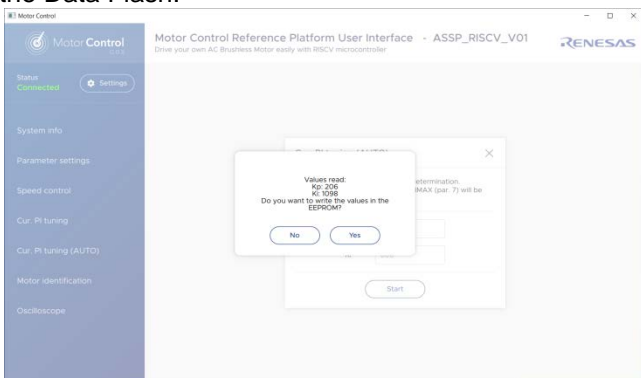 the Data Flash.
Motor Control
Motor Control
Motor Control Reference Platform User Interface - ASSP_RISCV_V01
Drive your own AC Brushless Motor easily with RISCV microcontroller
RENESAS
Status
Connected
Settings
System info
Parameter settings
Speed control
Cur. PI tuning
Cur. PI tuning (AUTO)
Motor identification
Oscilloscope
etermination
IMAX (par. 7) will be
Values read:
Kp: 206
Ki: 1098
Do you want to write the values in the
EEPROM?
No Yes
Start